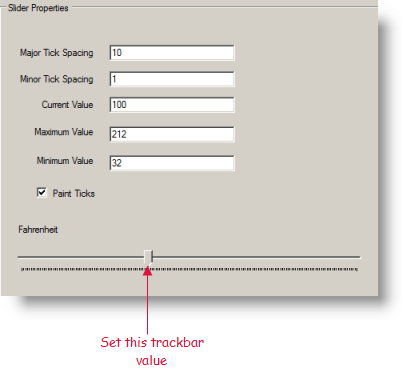 Slider Properties
Major Tick Spacing 10
Minor Tick Spacing 1
Current Value 100
Maximum Value 212
Minimum Value 32
Paint Ticks
Fahrenheit
Set this trackbar
value